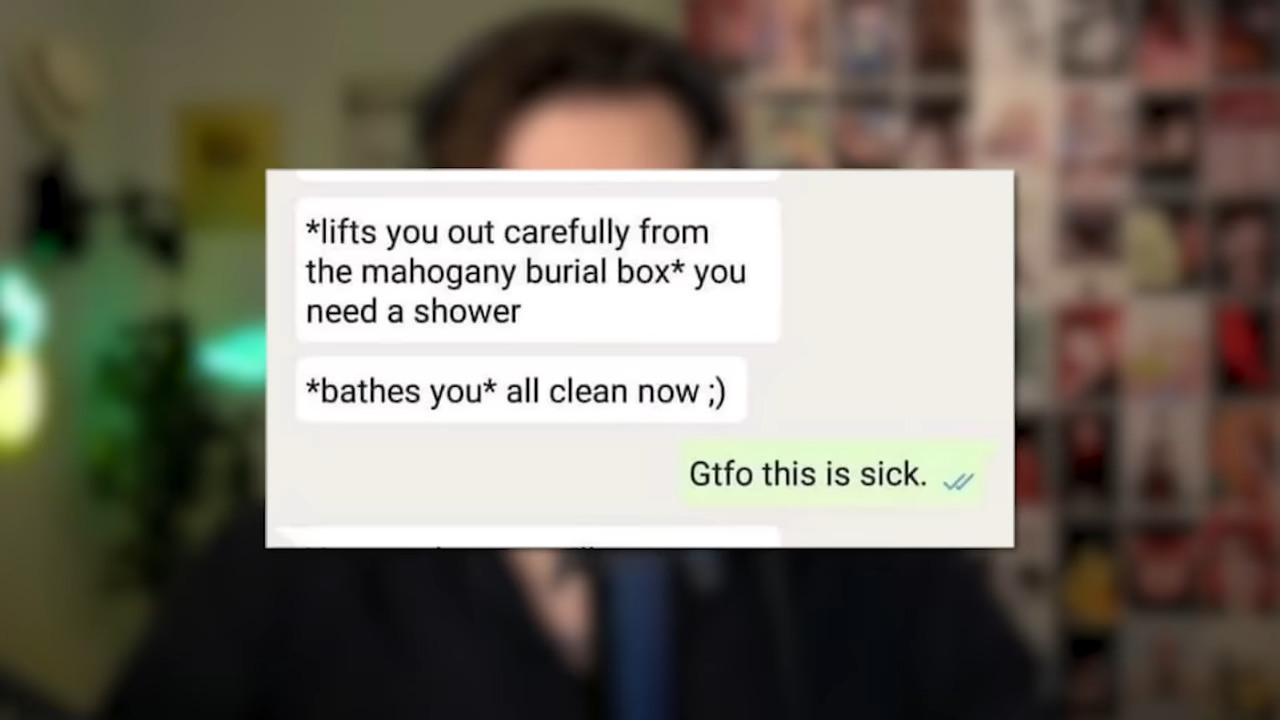 *lifts you out carefully from
the mahogany burial box* you
need a shower
*bathes you* all clean now ;)
Gtfo this is sick.